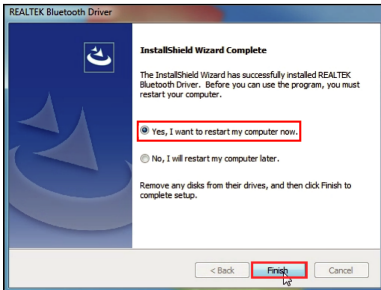 REALTEK Bluetooth Driver
InstallShield Wizard Complete
The InstallShield Wizard has successfully installed REALTEK
Bluetooth Driver. Before you can use the program, you must
restart your computer.
Yes, I want to restart my computer now.
No, I will restart my computer later.
Remove any disks from their drives, and then click Finish to
complete setup.
< Back
Finish
Cancel